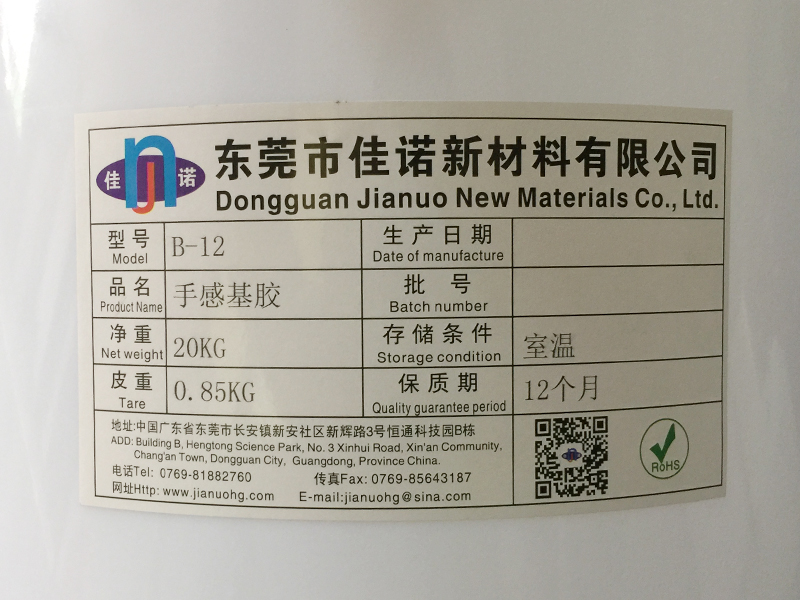 佳 nj 诺
东莞市佳诺新材料有限公司
Dongguan Jianuo New Materials Co., Ltd.
型号 B-12 生产日期
Model Date of manufacture
品名 手感基胶 批号
Product Name Batch number
净重 20KG 存储条件 室温
Net weight Storage condition
皮重 0.85KG 保质期 12个月
Tare Quality guarantee period
地址:中国广东省东莞市长安镇新安社区新辉路3号恒通科技园B栋
ADD: Building B, Hengtong Science Park, No. 3 Xinhui Road, Xin'an Community,
Chang'an Town, Dongguan City, Guangdong, Province China.
电话Tel: 0769-81882760 传真Fax: 0769-85643187
网址Http: www.jianuohg.com E-mail:jianuohg@sina.com
RoHS